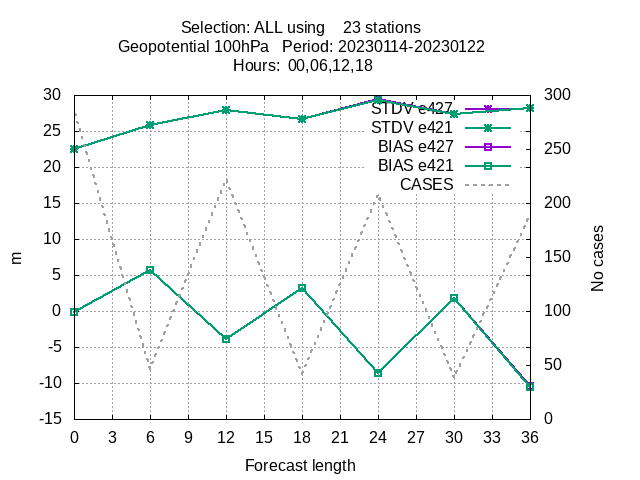 Selection: ALL using    23 stations
Geopotential 100hPa   Period: 20230114-20230122
Hours:  00,06,12,18
30
25
20
15
10
5
0
-5
-10
-15
m
300
250
200
150
100
50
0
No cases
STDV e427
STDV e421
BIAS e427
BIAS e421
CASES
0 3 6 9 12 15 18 21 24 27 30 33 36
Forecast length